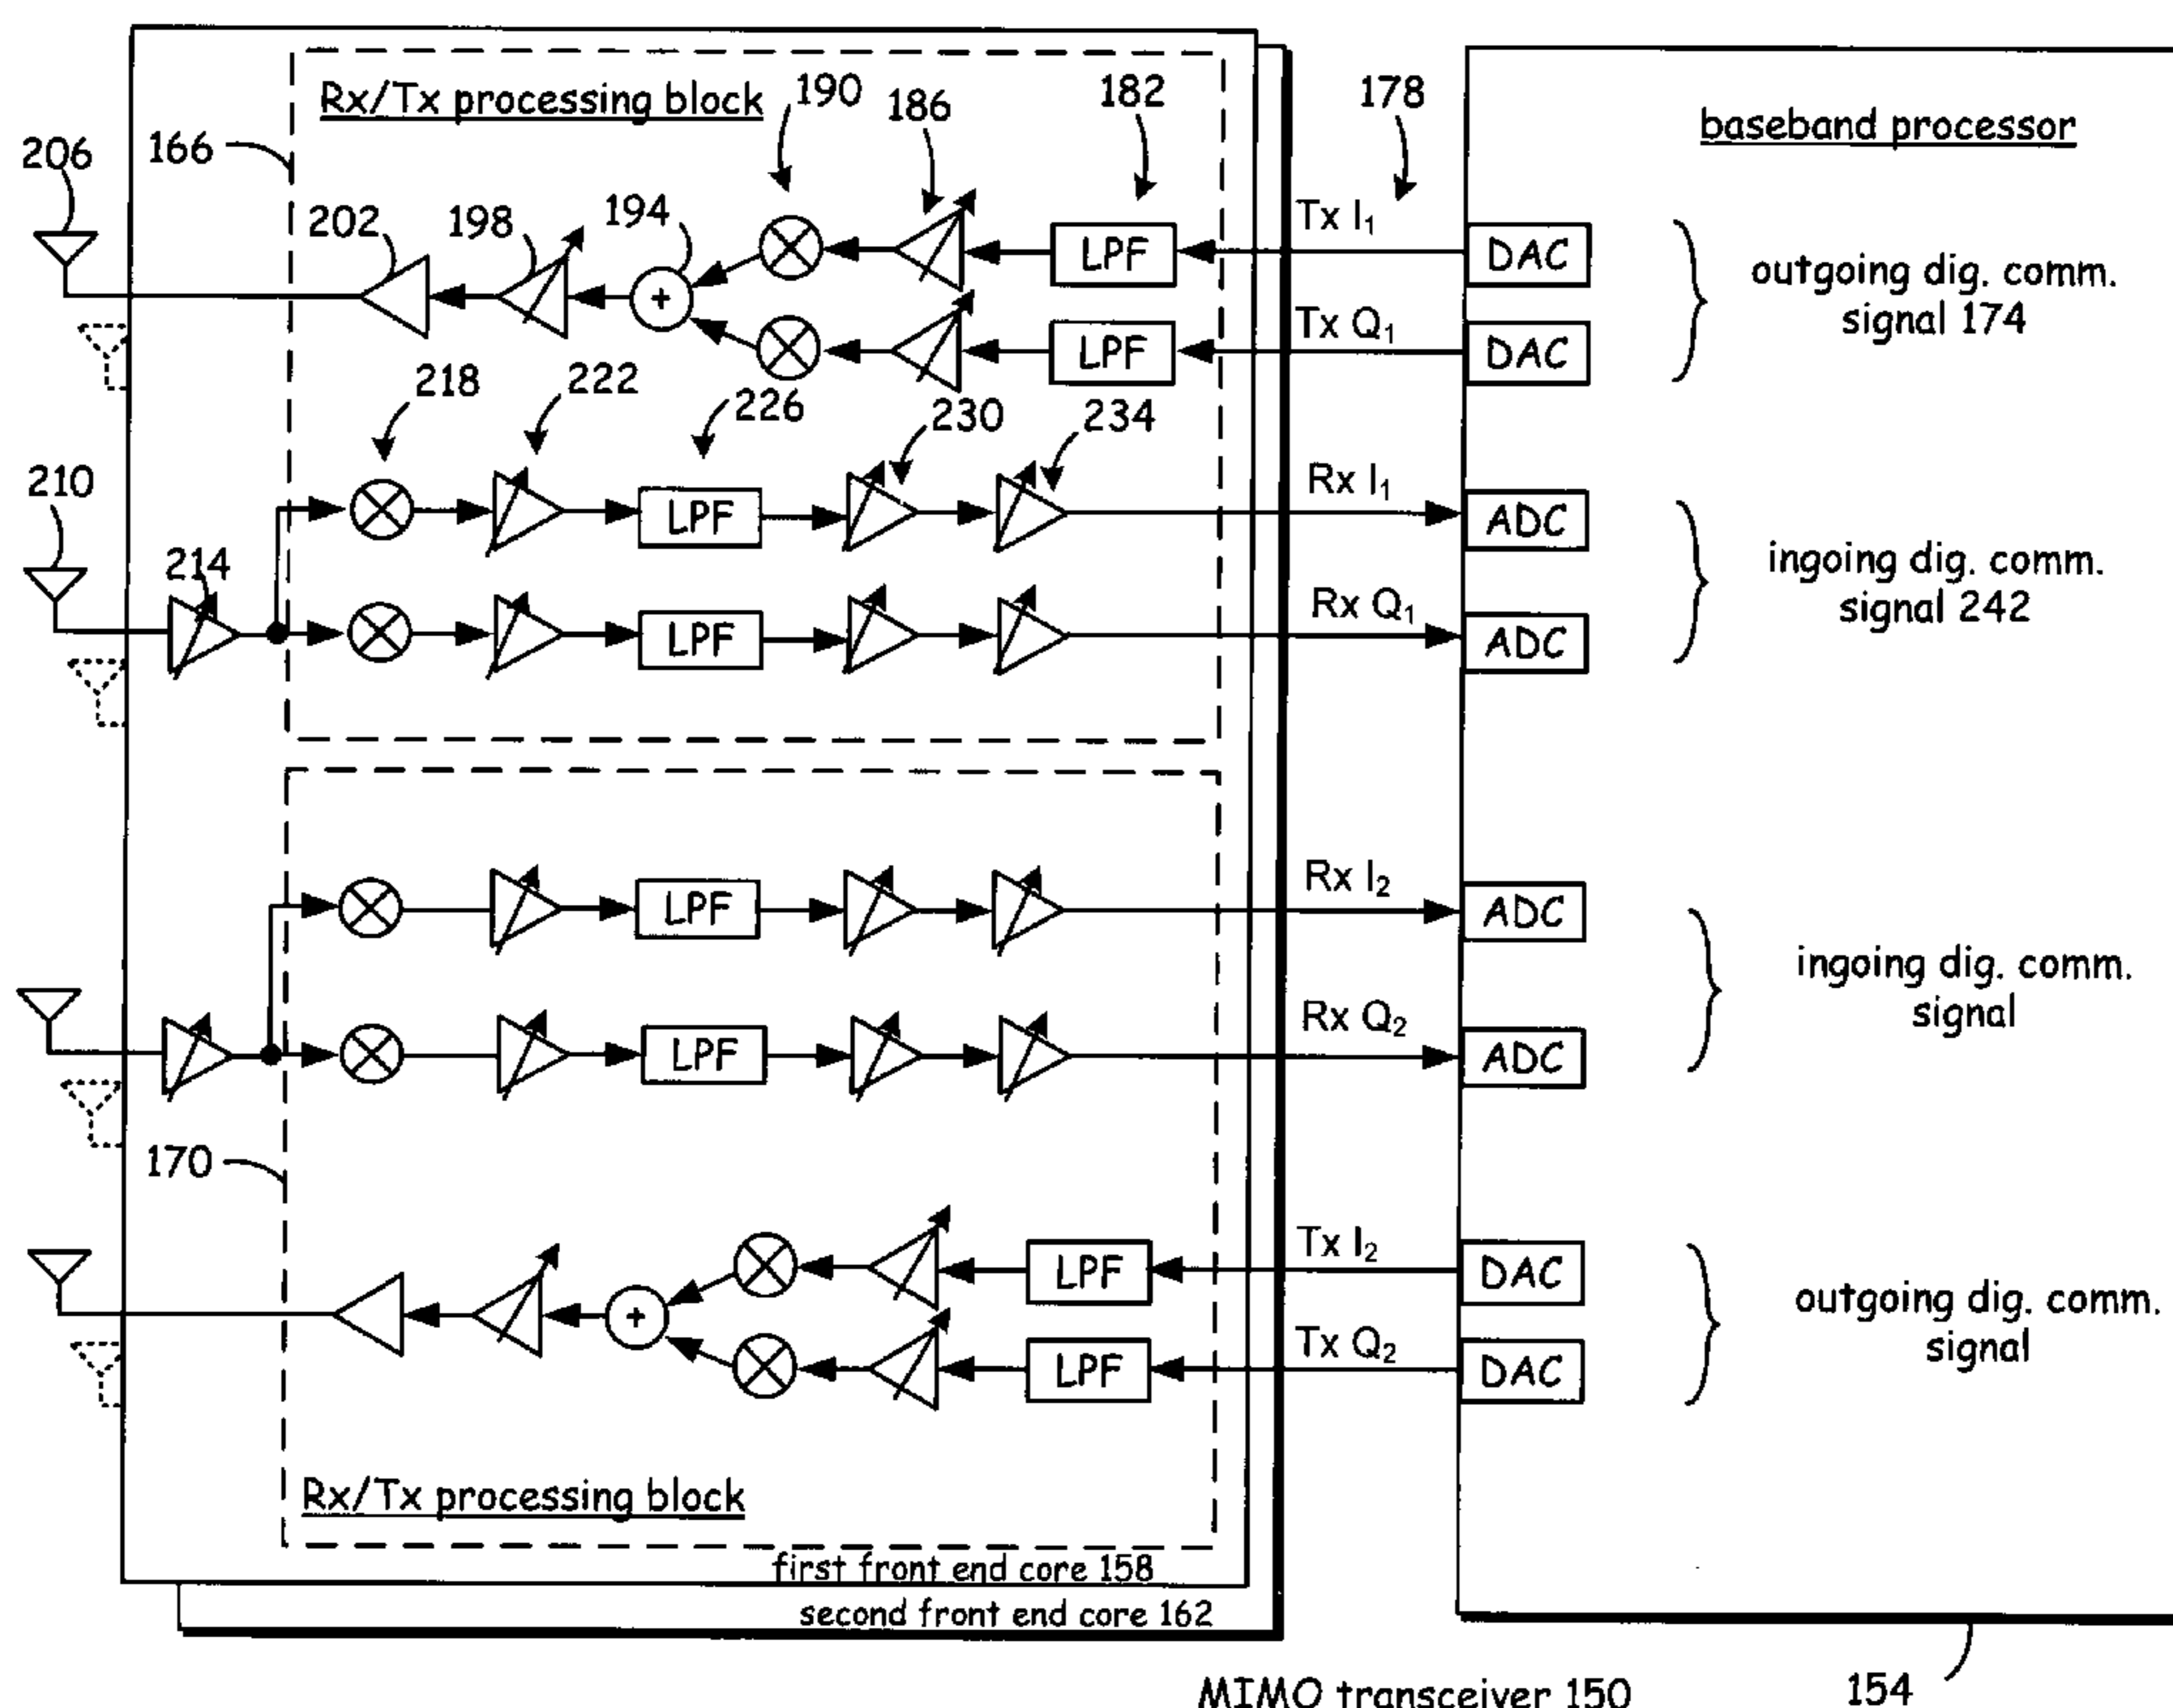 Rx/Tx processing block
190
186
182
178
baseband processor
206
166
202
198
194
Tx I₁
LPF
DAC
outgoing dig. comm.
signal 174
Tx Q₁
LPF
DAC
218
222
226
230
234
210
Rx I₁
LPF
ADC
ingoing dig. comm.
signal 242
214
Rx Q₁
LPF
ADC
Rx I₂
LPF
ADC
ingoing dig. comm.
signal
Rx Q₂
LPF
ADC
170
Tx I₂
LPF
DAC
outgoing dig. comm.
signal
Tx Q₂
LPF
DAC
Rx/Tx processing block
first front end core 158
second front end core 162
MIMO transceiver 150
154